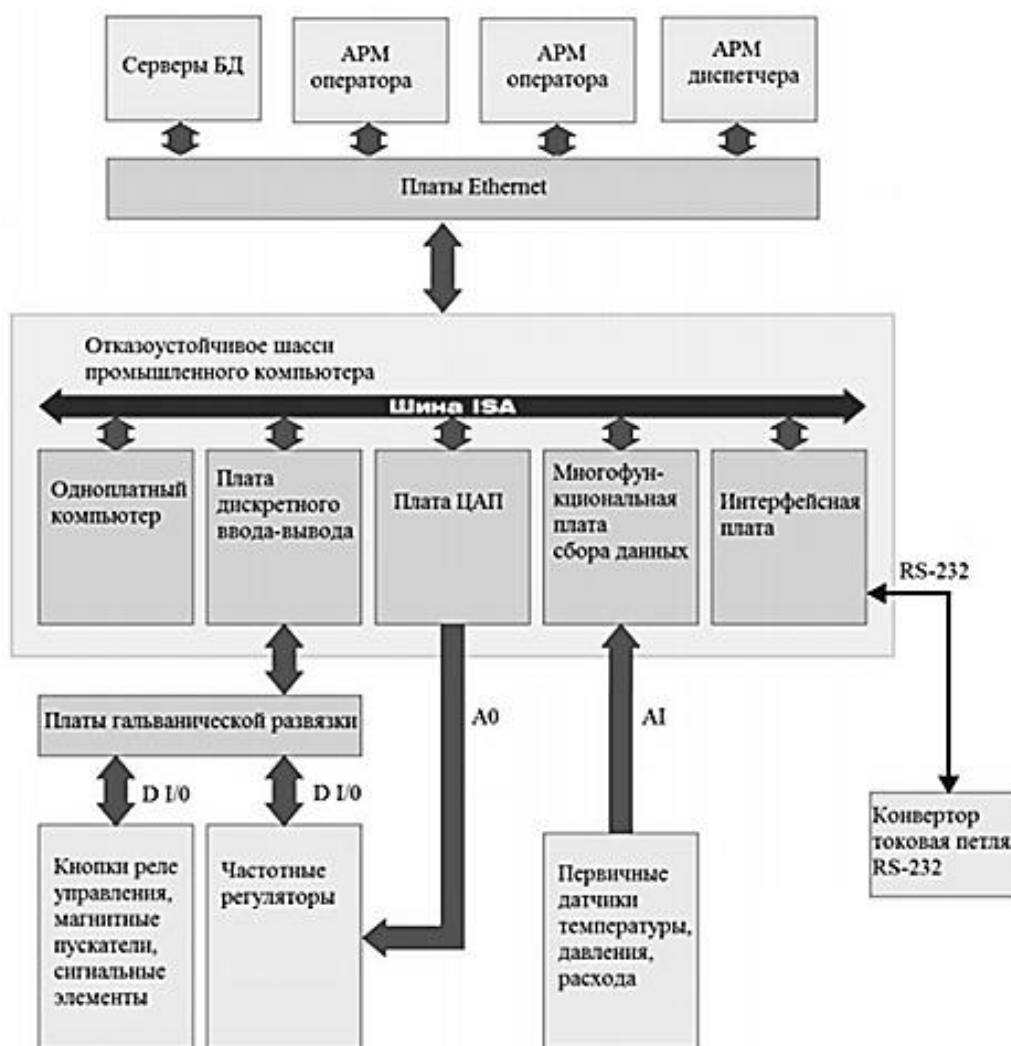 Серверы БД
АРМ
оператора
АРМ
оператора
АРМ
диспетчера
Платы Ethernet
Отказоустойчивое шасси
промышленного компьютера
Шина ISA
Одноплатный
компьютер
Плата
дискретного
ввода-вывода
Плата ЦАП
Многофун-
кциональная
плата
сбора данных
Интерфейсная
плата
RS-232
Платы гальванической развязки
A0
AI
D I/0
D I/0
Кнопки реле
управления,
магнитные
пускатели,
сигнальные
элементы
Частотные
регуляторы
Первичные
датчики
температуры,
давления,
расхода
Конвертор
токовая петля
RS-232